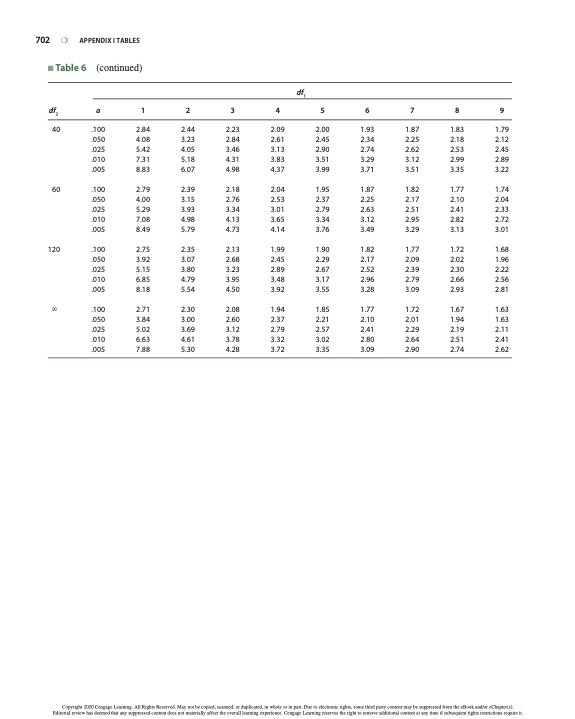 702 ❍ APPENDIX I TABLES
■ Table 6 (continued)
df1
df2 a 1 2 3 4 5 6 7 8 9
40 .100 2.84 2.44 2.23 2.09 2.00 1.93 1.87 1.83 1.79
.050 4.08 3.23 2.84 2.61 2.45 2.34 2.25 2.18 2.12
.025 5.42 4.05 3.46 3.13 2.90 2.74 2.62 2.53 2.45
.010 7.31 5.18 4.31 3.83 3.51 3.29 3.12 2.99 2.89
.005 8.83 6.07 4.98 4.37 3.99 3.71 3.51 3.35 3.22
60 .100 2.79 2.39 2.18 2.04 1.95 1.87 1.82 1.77 1.74
.050 4.00 3.15 2.76 2.53 2.37 2.25 2.17 2.10 2.04
.025 5.29 3.93 3.34 3.01 2.79 2.63 2.51 2.41 2.33
.010 7.08 4.98 4.13 3.65 3.34 3.12 2.95 2.82 2.72
.005 8.49 5.79 4.73 4.14 3.76 3.49 3.29 3.13 3.01
120 .100 2.75 2.35 2.13 1.99 1.90 1.82 1.77 1.72 1.68
.050 3.92 3.07 2.68 2.45 2.29 2.17 2.09 2.02 1.96
.025 5.15 3.80 3.23 2.89 2.67 2.52 2.39 2.30 2.22
.010 6.85 4.79 3.95 3.48 3.17 2.96 2.79 2.66 2.56
.005 8.18 5.54 4.50 3.92 3.55 3.28 3.09 2.93 2.81
∞ .100 2.71 2.30 2.08 1.94 1.85 1.77 1.72 1.67 1.63
.050 3.84 3.00 2.60 2.37 2.21 2.10 2.01 1.94 1.63
.025 5.02 3.69 3.12 2.79 2.57 2.41 2.29 2.19 2.11
.010 6.63 4.61 3.78 3.32 3.02 2.80 2.64 2.51 2.41
.005 7.88 5.30 4.28 3.72 3.35 3.09 2.90 2.74 2.62
Copyright 2020 Cengage Learning. All Rights Reserved. May not be copied, scanned, or duplicated, in whole or in part. Due to electronic rights, some third party content may be suppressed from the eBook and/or eChapter(s).
Editorial review has deemed that any suppressed content does not materially affect the overall learning experience. Cengage Learning reserves the right to remove additional content at any time if subsequent rights restrictions require it.